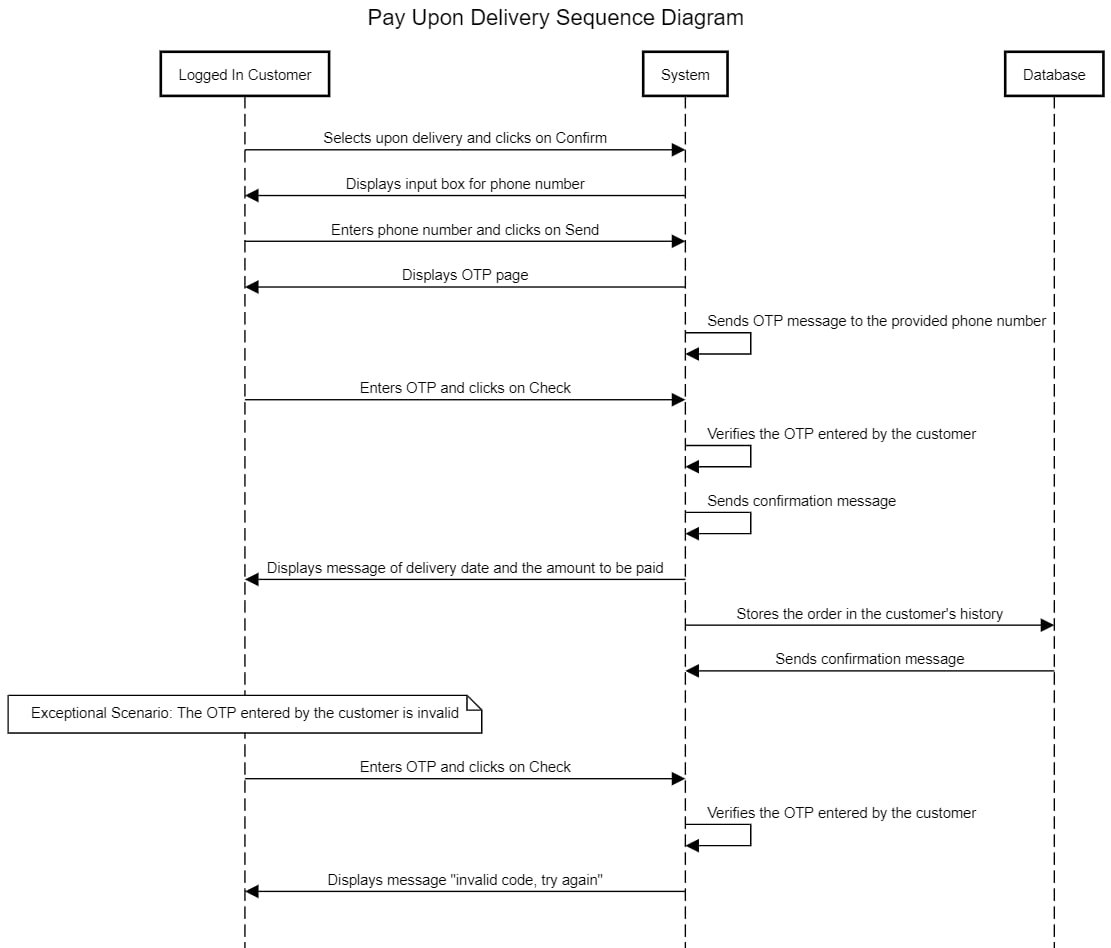 Pay Upon Delivery Sequence Diagram
Logged In Customer
System
Database
Selects upon delivery and clicks on Confirm
Displays input box for phone number
Enters phone number and clicks on Send
Displays OTP page
Sends OTP message to the provided phone number
Enters OTP and clicks on Check
Verifies the OTP entered by the customer
Sends confirmation message
Displays message of delivery date and the amount to be paid
Stores the order in the customer's history
Sends confirmation message
Exceptional Scenario: The OTP entered by the customer is invalid
Enters OTP and clicks on Check
Verifies the OTP entered by the customer
Displays message "invalid code, try again"